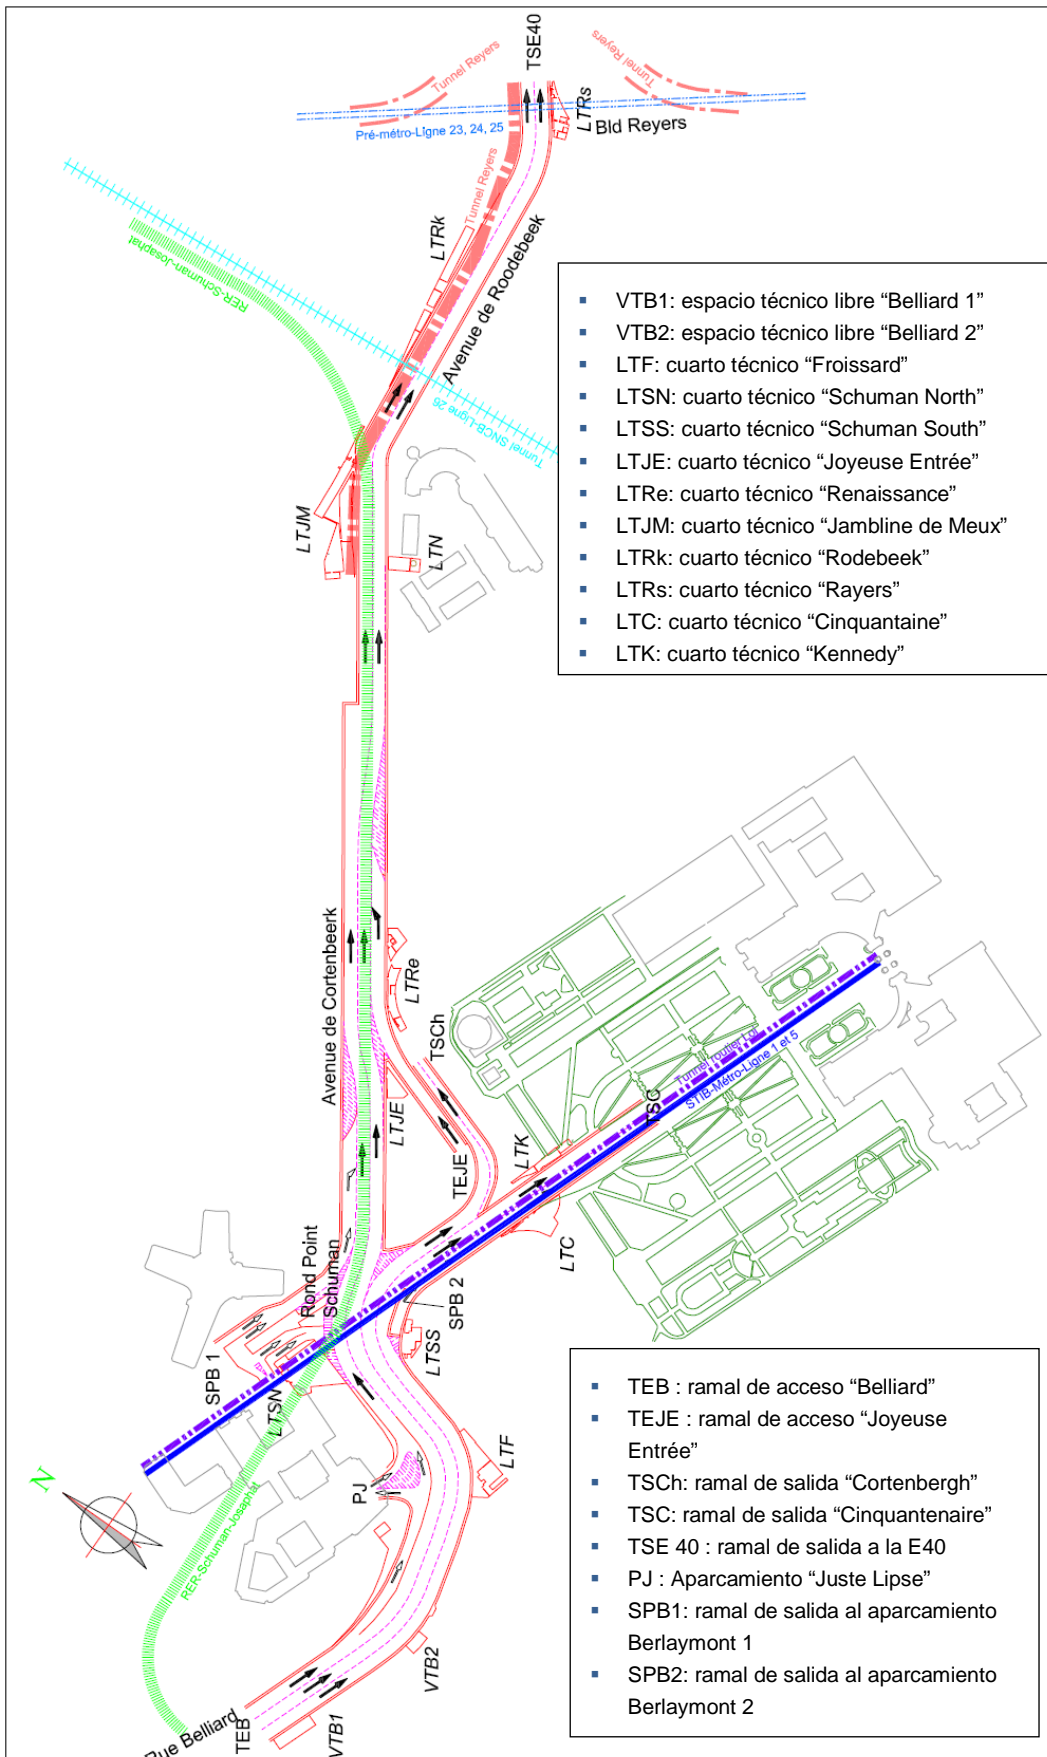 TSE40
Tunnel Reyers
Tunnel Reyers
LTRs
Bld Reyers
Pré-métro-Ligne 23, 24, 25
Tunnel Reyers
LTRk
RER-Schuman-Josaphat
Avenue de Roodebeek
Tunnel SNCB-Ligne 26
LTJM
LTN
▪ VTB1: espacio técnico libre “Belliard 1”
▪ VTB2: espacio técnico libre “Belliard 2”
▪ LTF: cuarto técnico “Froissard”
▪ LTSN: cuarto técnico “Schuman North”
▪ LTSS: cuarto técnico “Schuman South”
▪ LTJE: cuarto técnico “Joyeuse Entrée”
▪ LTRe: cuarto técnico “Renaissance”
▪ LTJM: cuarto técnico “Jambline de Meux”
▪ LTRk: cuarto técnico “Rodebeek”
▪ LTRs: cuarto técnico “Rayers”
▪ LTC: cuarto técnico “Cinquantaine”
▪ LTK: cuarto técnico “Kennedy”
Avenue de Cortenbeerk
LTRe
TSCh
LTJE
TEJE
LTK
TSC
Tunnel routier Loi
STIB-Métro-Ligne 1 et 5
LTC
Rond Point
Schuman
SPB 2
SPB 1
LTSN
LTSS
LTF
PJ
N
RER-Schuman-Josaphat
VTB2
Rue Belliard
TEB
VTB1
▪ TEB : ramal de acceso “Belliard”
▪ TEJE : ramal de acceso “Joyeuse
Entrée”
▪ TSCh: ramal de salida “Cortenbergh”
▪ TSC: ramal de salida “Cinquantenaire”
▪ TSE 40 : ramal de salida a la E40
▪ PJ : Aparcamiento “Juste Lipse”
▪ SPB1: ramal de salida al aparcamiento
Berlaymont 1
▪ SPB2: ramal de salida al aparcamiento
Berlaymont 2